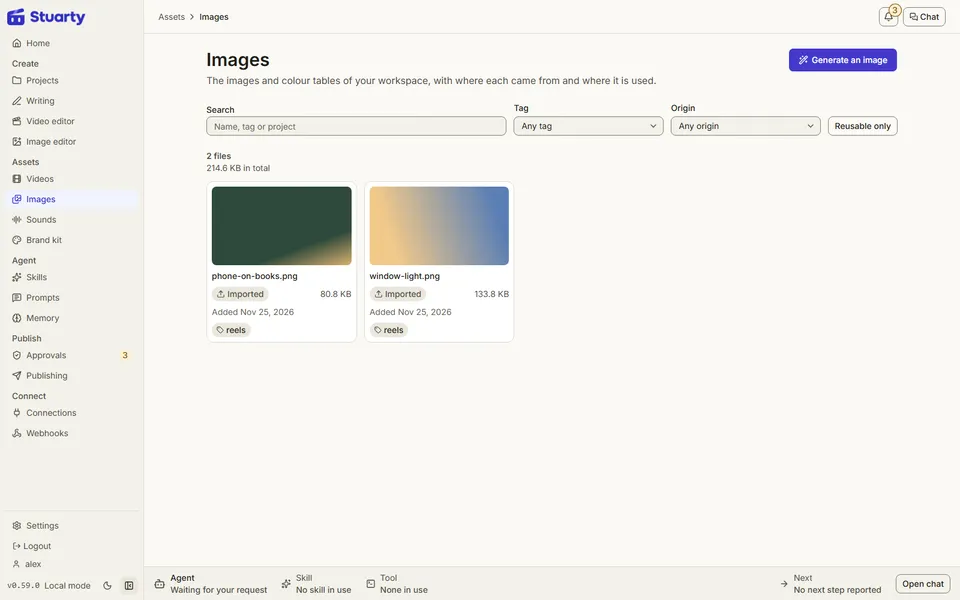 Stuarty
Home
Create
Projects
Writing
Video editor
Image editor
Assets
Videos
Images
Sounds
Brand kit
Agent
Skills
Prompts
Memory
Publish
Approvals 3
Publishing
Connect
Connections
Webhooks
Settings
Logout
alex
v0.59.0 Local mode
Assets > Images
3
Chat
Images
Generate an image
The images and colour tables of your workspace, with where each came from and where it is used.
Search
Name, tag or project
Tag
Any tag
Origin
Any origin
Reusable only
2 files
214.6 KB in total
phone-on-books.png
Imported 80.8 KB
Added Nov 25, 2026
reels
window-light.png
Imported 133.8 KB
Added Nov 25, 2026
reels
Agent
Waiting for your request
Skill
No skill in use
Tool
None in use
Next
No next step reported
Open chat